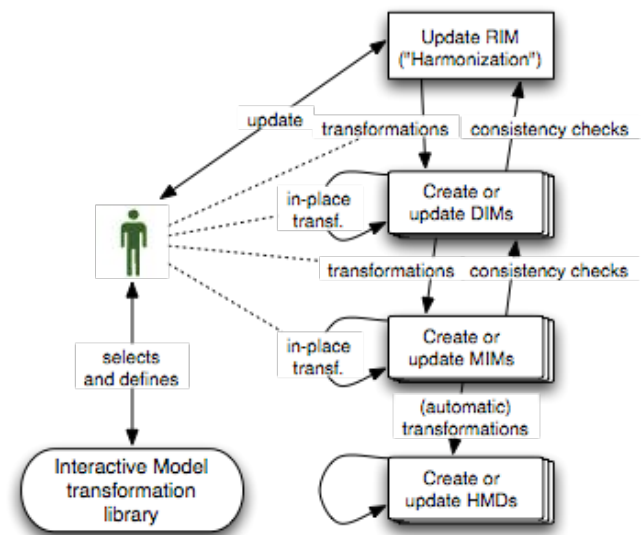 Update RIM
("Harmonization")
update
transformations
consistency checks
in-place
transf.
Create or
update DIMs
transformations
consistency checks
in-place
transf.
Create or
update MIMs
selects
and defines
(automatic)
transformations
Interactive Model
transformation
library
Create or
update HMDs